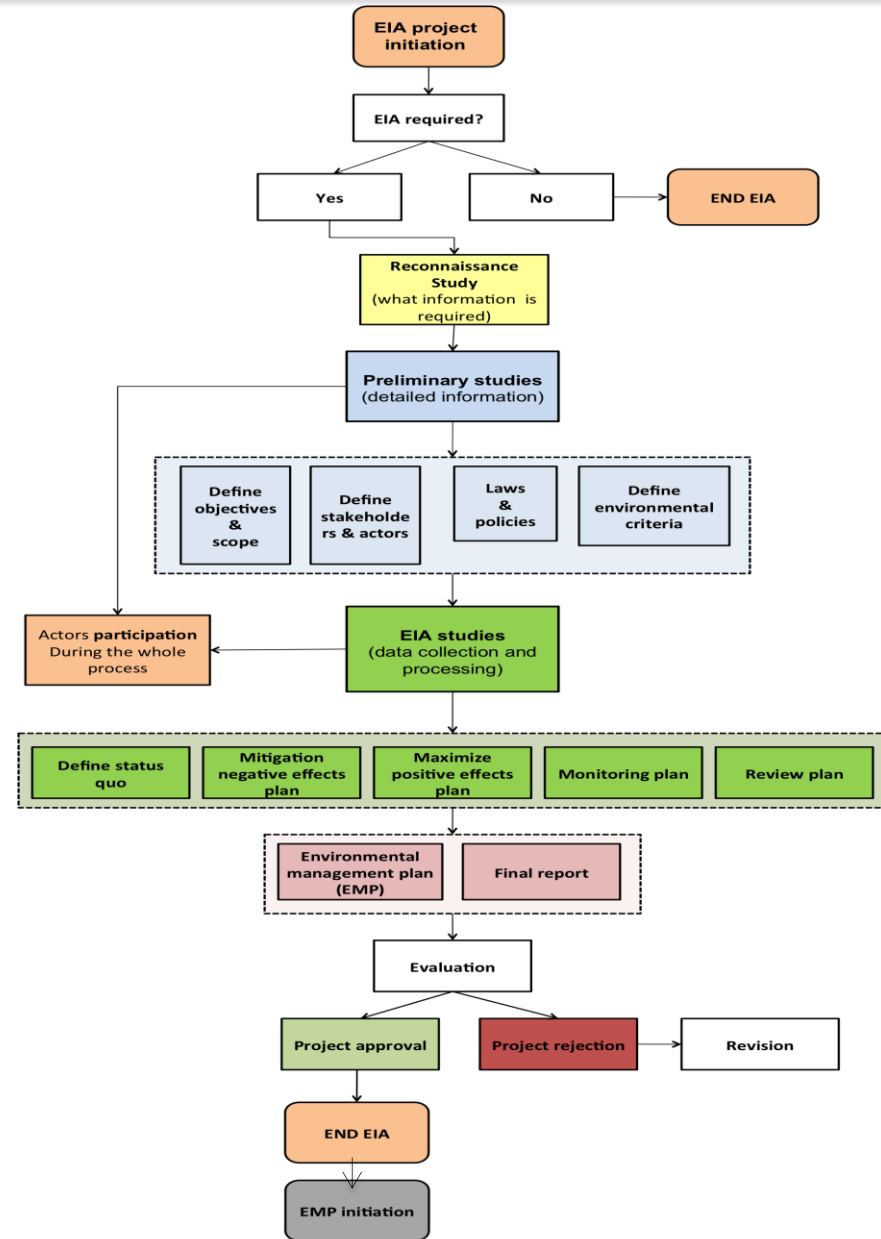 EIA project
initiation
EIA required?
Yes
No
END EIA
Reconnaissance
Study
(what information is
required)
Preliminary studies
(detailed information)
Define
objectives
&
scope
Define
stakeholde
rs & actors
Laws
&
policies
Define
environmental
criteria
Actors participation
During the whole
process
EIA studies
(data collection and
processing)
Define status
quo
Mitigation
negative effects
plan
Maximize
positive effects
plan
Monitoring plan
Review plan
Environmental
management plan
(EMP)
Final report
Evaluation
Project approval
Project rejection
Revision
END EIA
EMP initiation